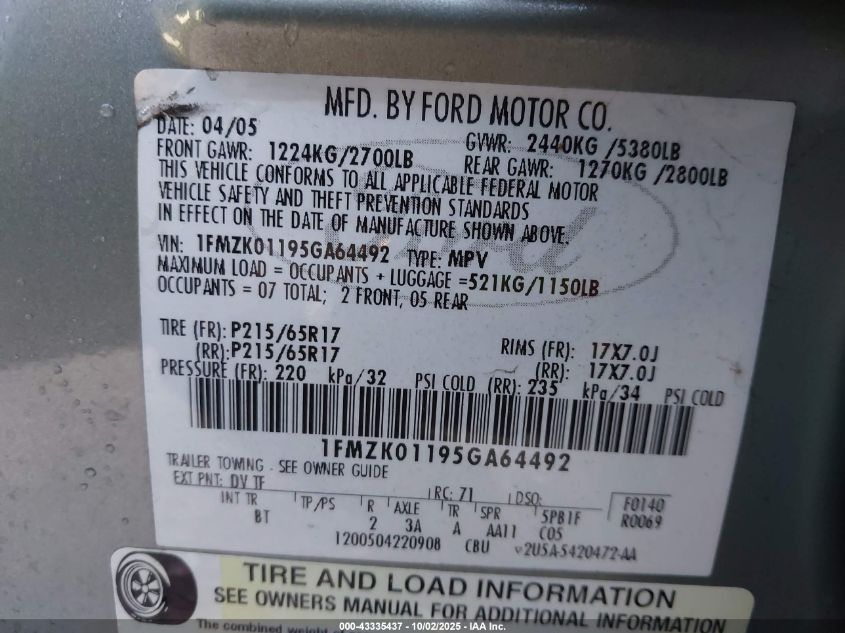 MFD. BY FORD MOTOR CO.
DATE: 04/05 GVWR: 2440KG /5380LB
FRONT GAWR: 1224KG/2700LB REAR GAWR: 1270KG /2800LB
THIS VEHICLE CONFORMS TO ALL APPLICABLE FEDERAL MOTOR
VEHICLE SAFETY AND THEFT PREVENTION STANDARDS
IN EFFECT ON THE DATE OF MANUFACTURE SHOWN ABOVE.
Ford
VIN: 1FMZK01195GA64492 TYPE: MPV
MAXIMUM LOAD = OCCUPANTS + LUGGAGE =521KG/1150LB
OCCUPANTS = 07 TOTAL; 2 FRONT, 05 REAR
TIRE (FR): P215/65R17 RIMS (FR): 17X7.0J
(RR): P215/65R17 (RR): 17X7.0J
PRESSURE (FR): 220 kPa/32 PSI COLD (RR): 235 kPa/34 PSI COLD
1FMZK01195GA64492
TRAILER TOWING - SEE OWNER GUIDE
EXT PNT: DV TF RC: 71 DSO: F0140
INT TR TP/PS R AXLE TR SPR 5PB1F R0069
BT 2 3A A AA11 C05
1200504220908 CBU v2U5A-5420472-AA
TIRE AND LOAD INFORMATION
SEE OWNERS MANUAL FOR ADDITIONAL INFORMATION
The combined
000-43335437 - 10/02/2025 - IAA Inc.